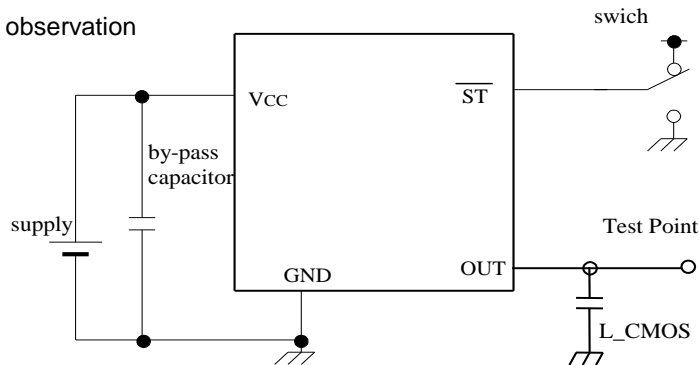 observation
swich
VCC
ST
by-pass
capacitor
supply
Test Point
GND
OUT
L_CMOS